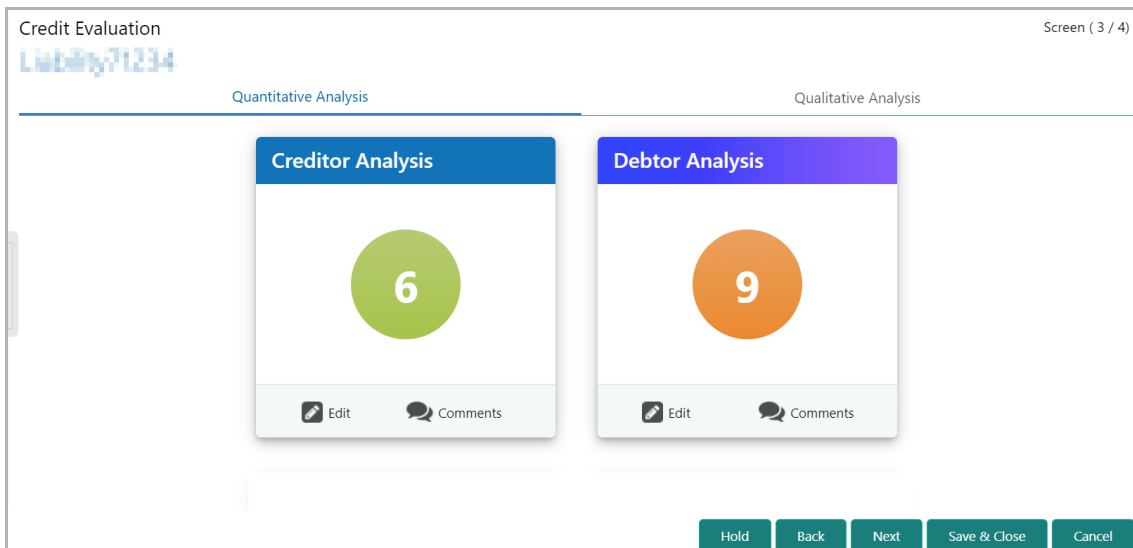 Credit Evaluation
Screen ( 3 / 4)
Quantitative Analysis
Qualitative Analysis
Creditor Analysis
Debtor Analysis
6
9
Edit
Comments
Edit
Comments
Hold
Back
Next
Save & Close
Cancel